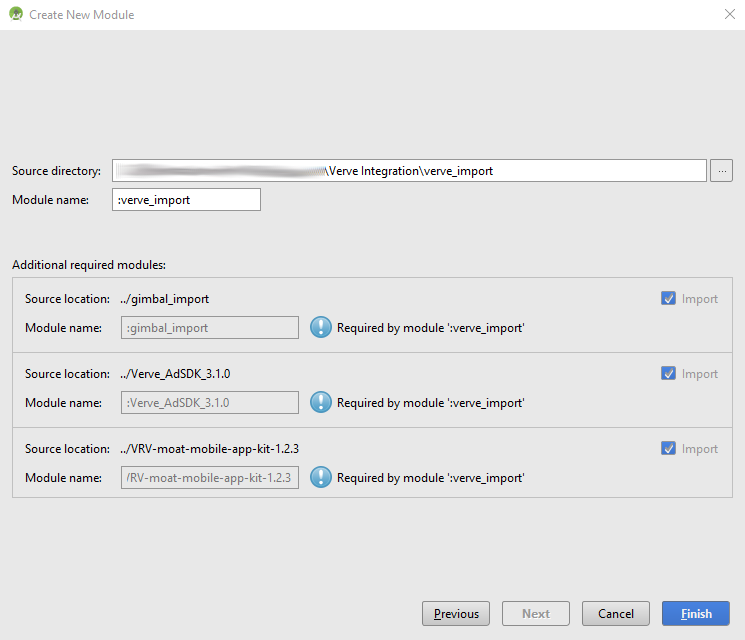 Create New Module
Source directory: \Verve Integration\verve_import ...
Module name: :verve_import
Additional required modules:
Source location: ../gimbal_import Import
Module name: :gimbal_import Required by module ':verve_import'
Source location: ../Verve_AdSDK_3.1.0 Import
Module name: :Verve_AdSDK_3.1.0 Required by module ':verve_import'
Source location: ../VRV-moat-mobile-app-kit-1.2.3 Import
Module name: VRV-moat-mobile-app-kit-1.2.3 Required by module ':verve_import'
Previous Next Cancel Finish